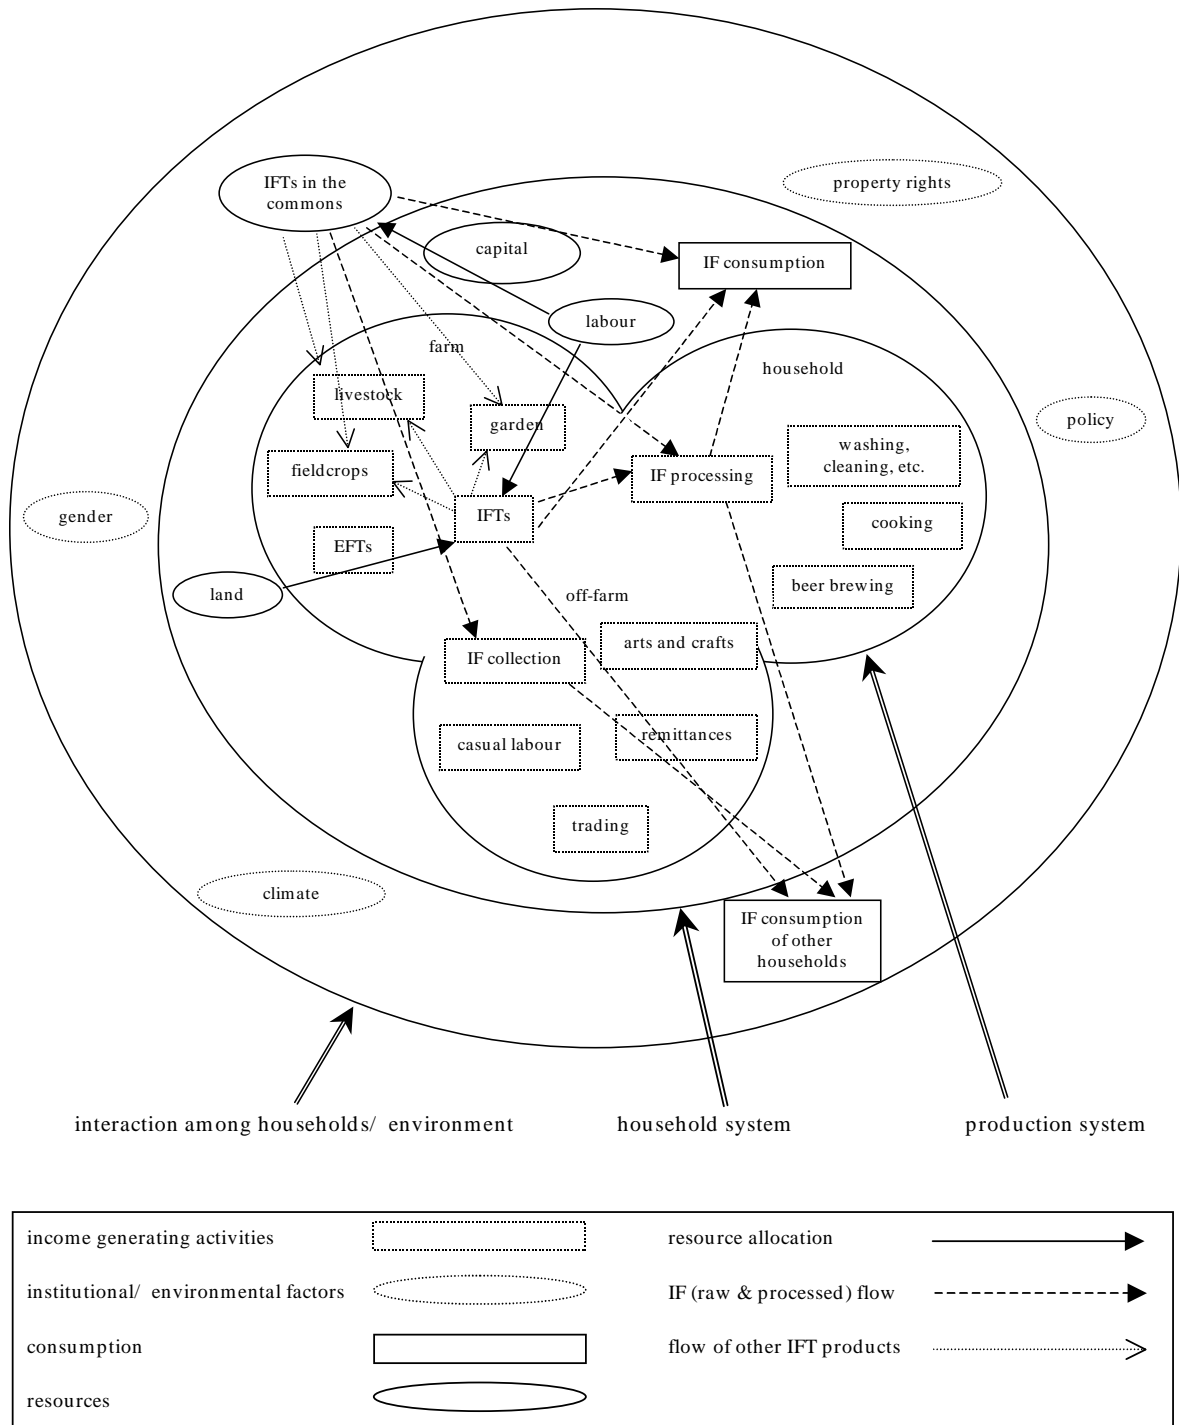 IFTs in the
commons
property rights
capital
IF consumption
labour
farm
household
livestock
garden
policy
washing,
cleaning, etc.
fieldcrops
IF processing
gender
IFTs
cooking
EFTs
land
off-farm
beer brewing
IF collection
arts and crafts
casual labour
remittances
trading
climate
IF consumption
of other
households
interaction among households/ environment
household system
production system
income generating activities
resource allocation
institutional/ environmental factors
IF (raw & processed) flow
consumption
flow of other IFT products
resources